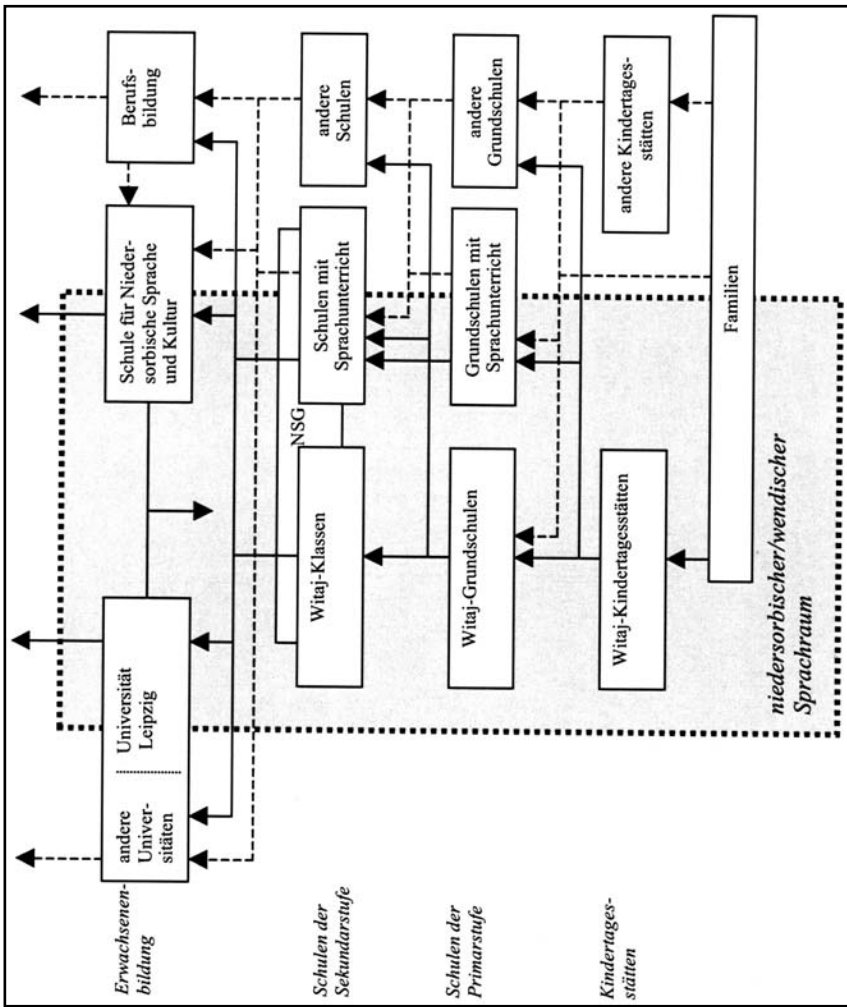 Erwachsenen-
bildung
andere
Univer-
sitäten
Universität
Leipzig
Schule für Nieder-
sorbische Sprache
und Kultur
Berufs-
bildung
Schulen der
Sekundarstufe
Witaj-Klassen
NSG
Schulen mit
Sprachunterricht
andere
Schulen
Schulen der
Primarstufe
Witaj-Grundschulen
Grundschulen mit
Sprachunterricht
andere
Grundschulen
Kindertages-
stätten
Witaj-Kindertagesstätten
andere Kindertages-
stätten
Familien
niedersorbischer/wendischer
Sprachraum